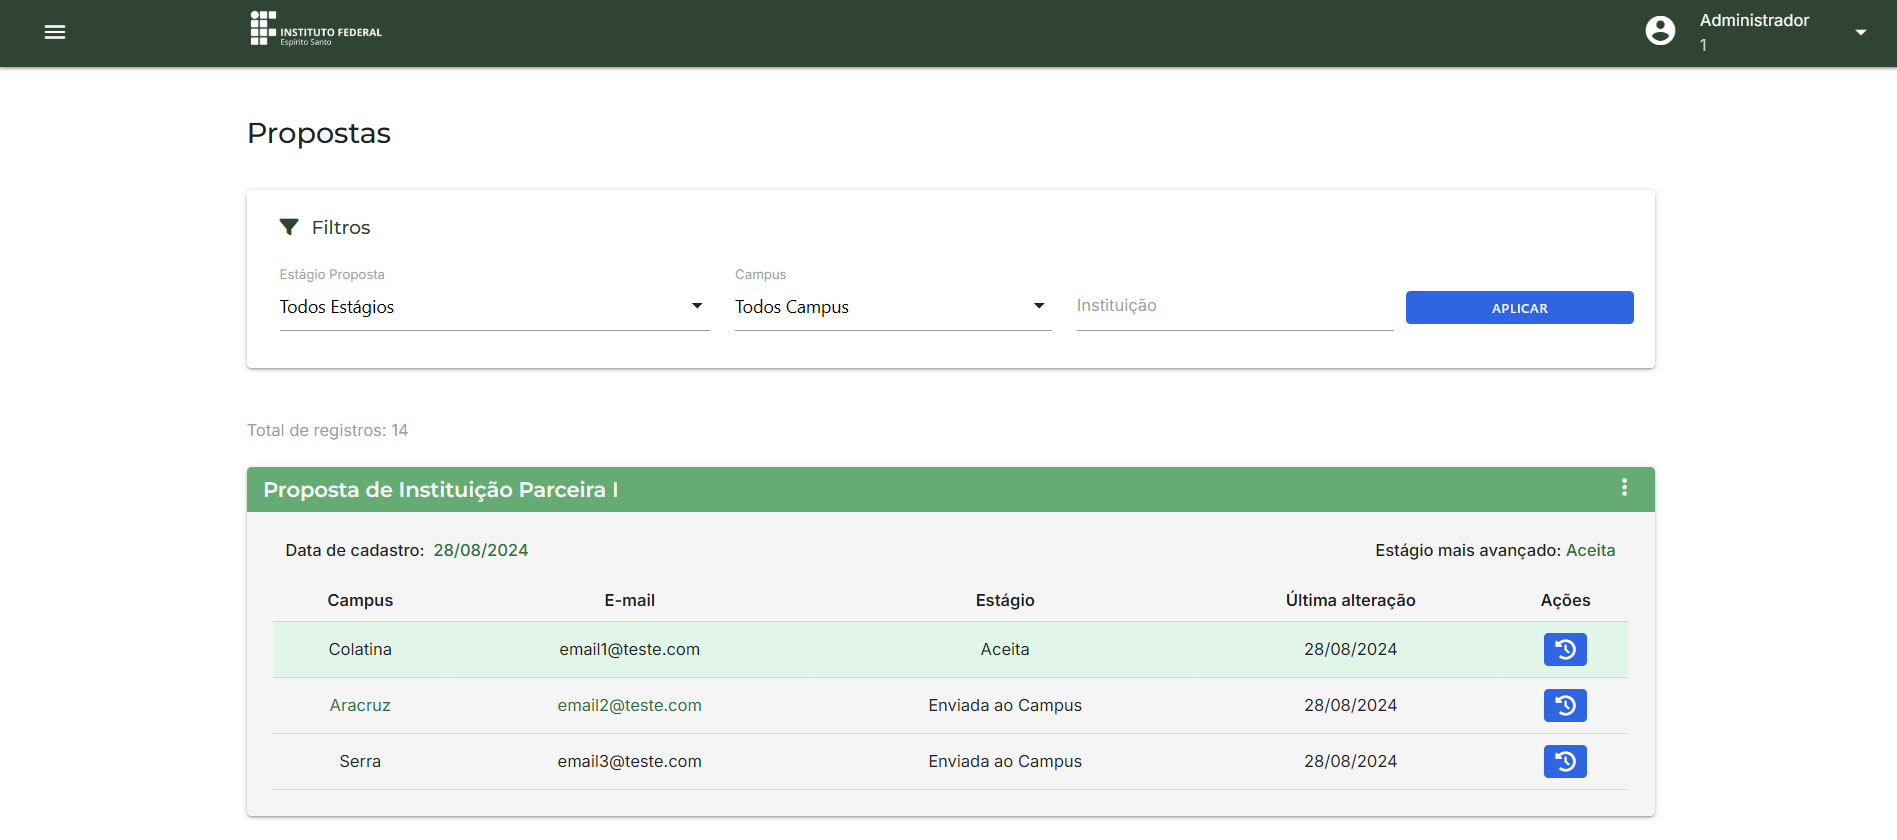 INSTITUTO FEDERAL
Espírito Santo
Administrador
1
Propostas
Filtros
Estágio Proposta
Todos Estágios
Campus
Todos Campus
Instituição
APLICAR
Total de registros: 14
Proposta de Instituição Parceira I
Data de cadastro: 28/08/2024
Estágio mais avançado: Aceita
Campus E-mail Estágio Última alteração Ações
Colatina email1@teste.com Aceita 28/08/2024
Aracruz email2@teste.com Enviada ao Campus 28/08/2024
Serra email3@teste.com Enviada ao Campus 28/08/2024